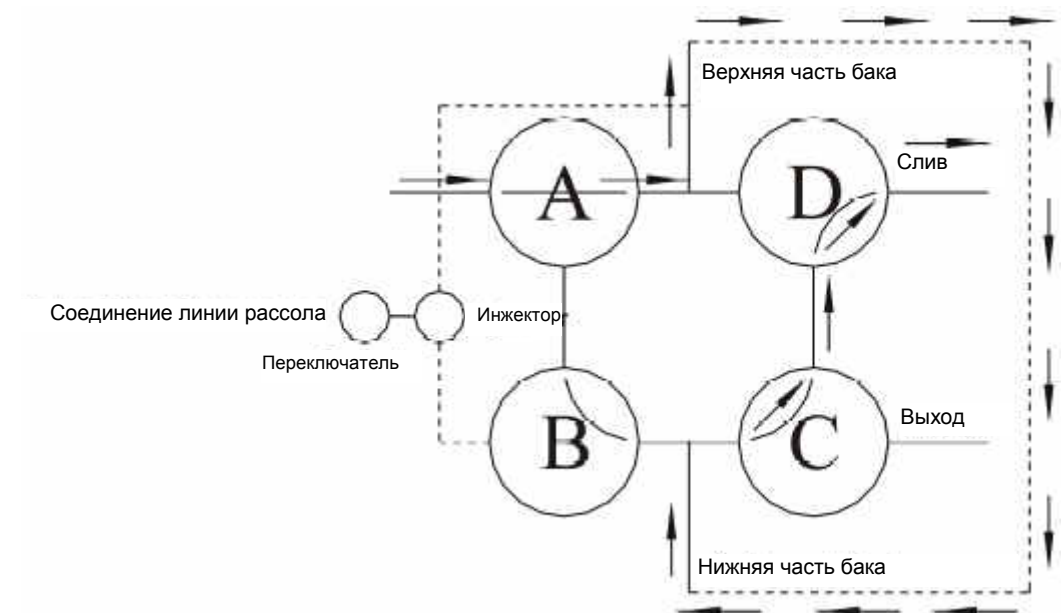 Верхняя часть бака
A
D
Слив
Соединение линии рассола
Инжектор
Переключатель
B
C
Выход
Нижняя часть бака